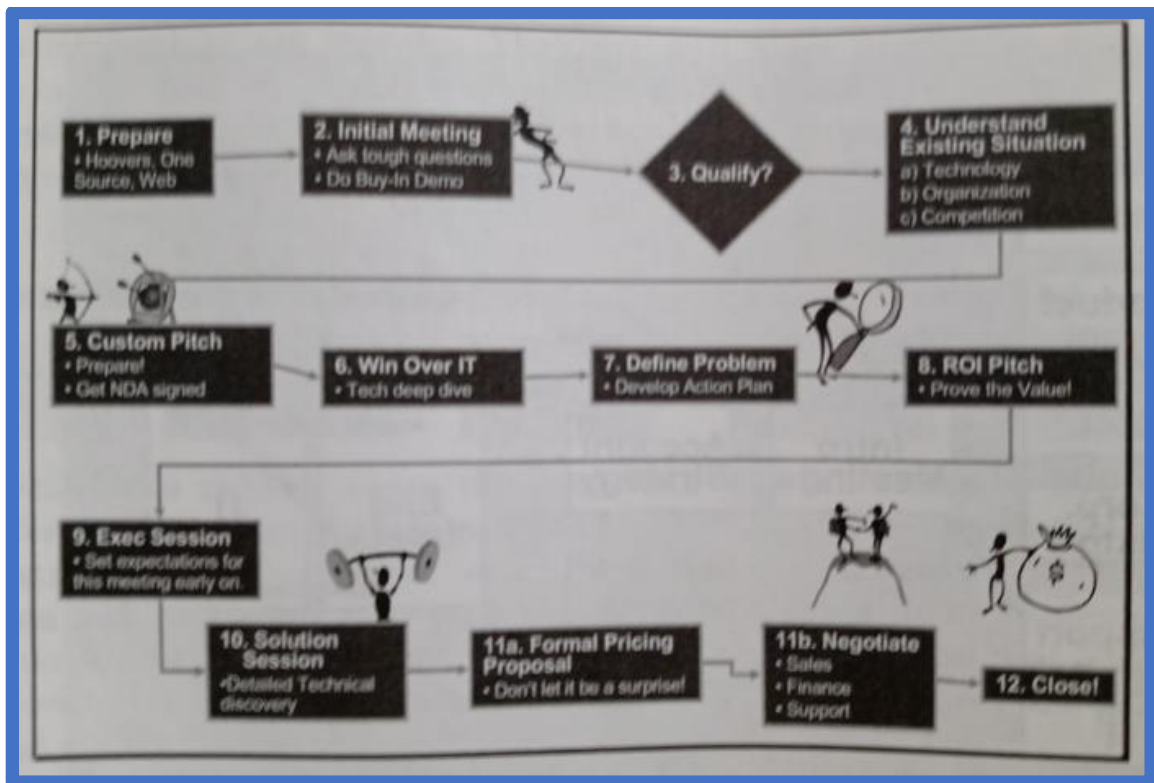 1. Prepare
• Hoovers, One
Source, Web
2. Initial Meeting
• Ask tough questions
• Do Buy-In Demo
3. Qualify?
4. Understand
Existing Situation
a) Technology
b) Organization
c) Competition
5. Custom Pitch
• Prepare!
• Get NDA signed
6. Win Over IT
• Tech deep dive
7. Define Problem
• Develop Action Plan
8. ROI Pitch
• Prove the Value!
9. Exec Session
• Set expectations for
this meeting early on.
10. Solution
Session
•Detailed Technical
discovery
11a. Formal Pricing
Proposal
• Don't let it be a surprise!
11b. Negotiate
• Sales
• Finance
• Support
12. Close!
$